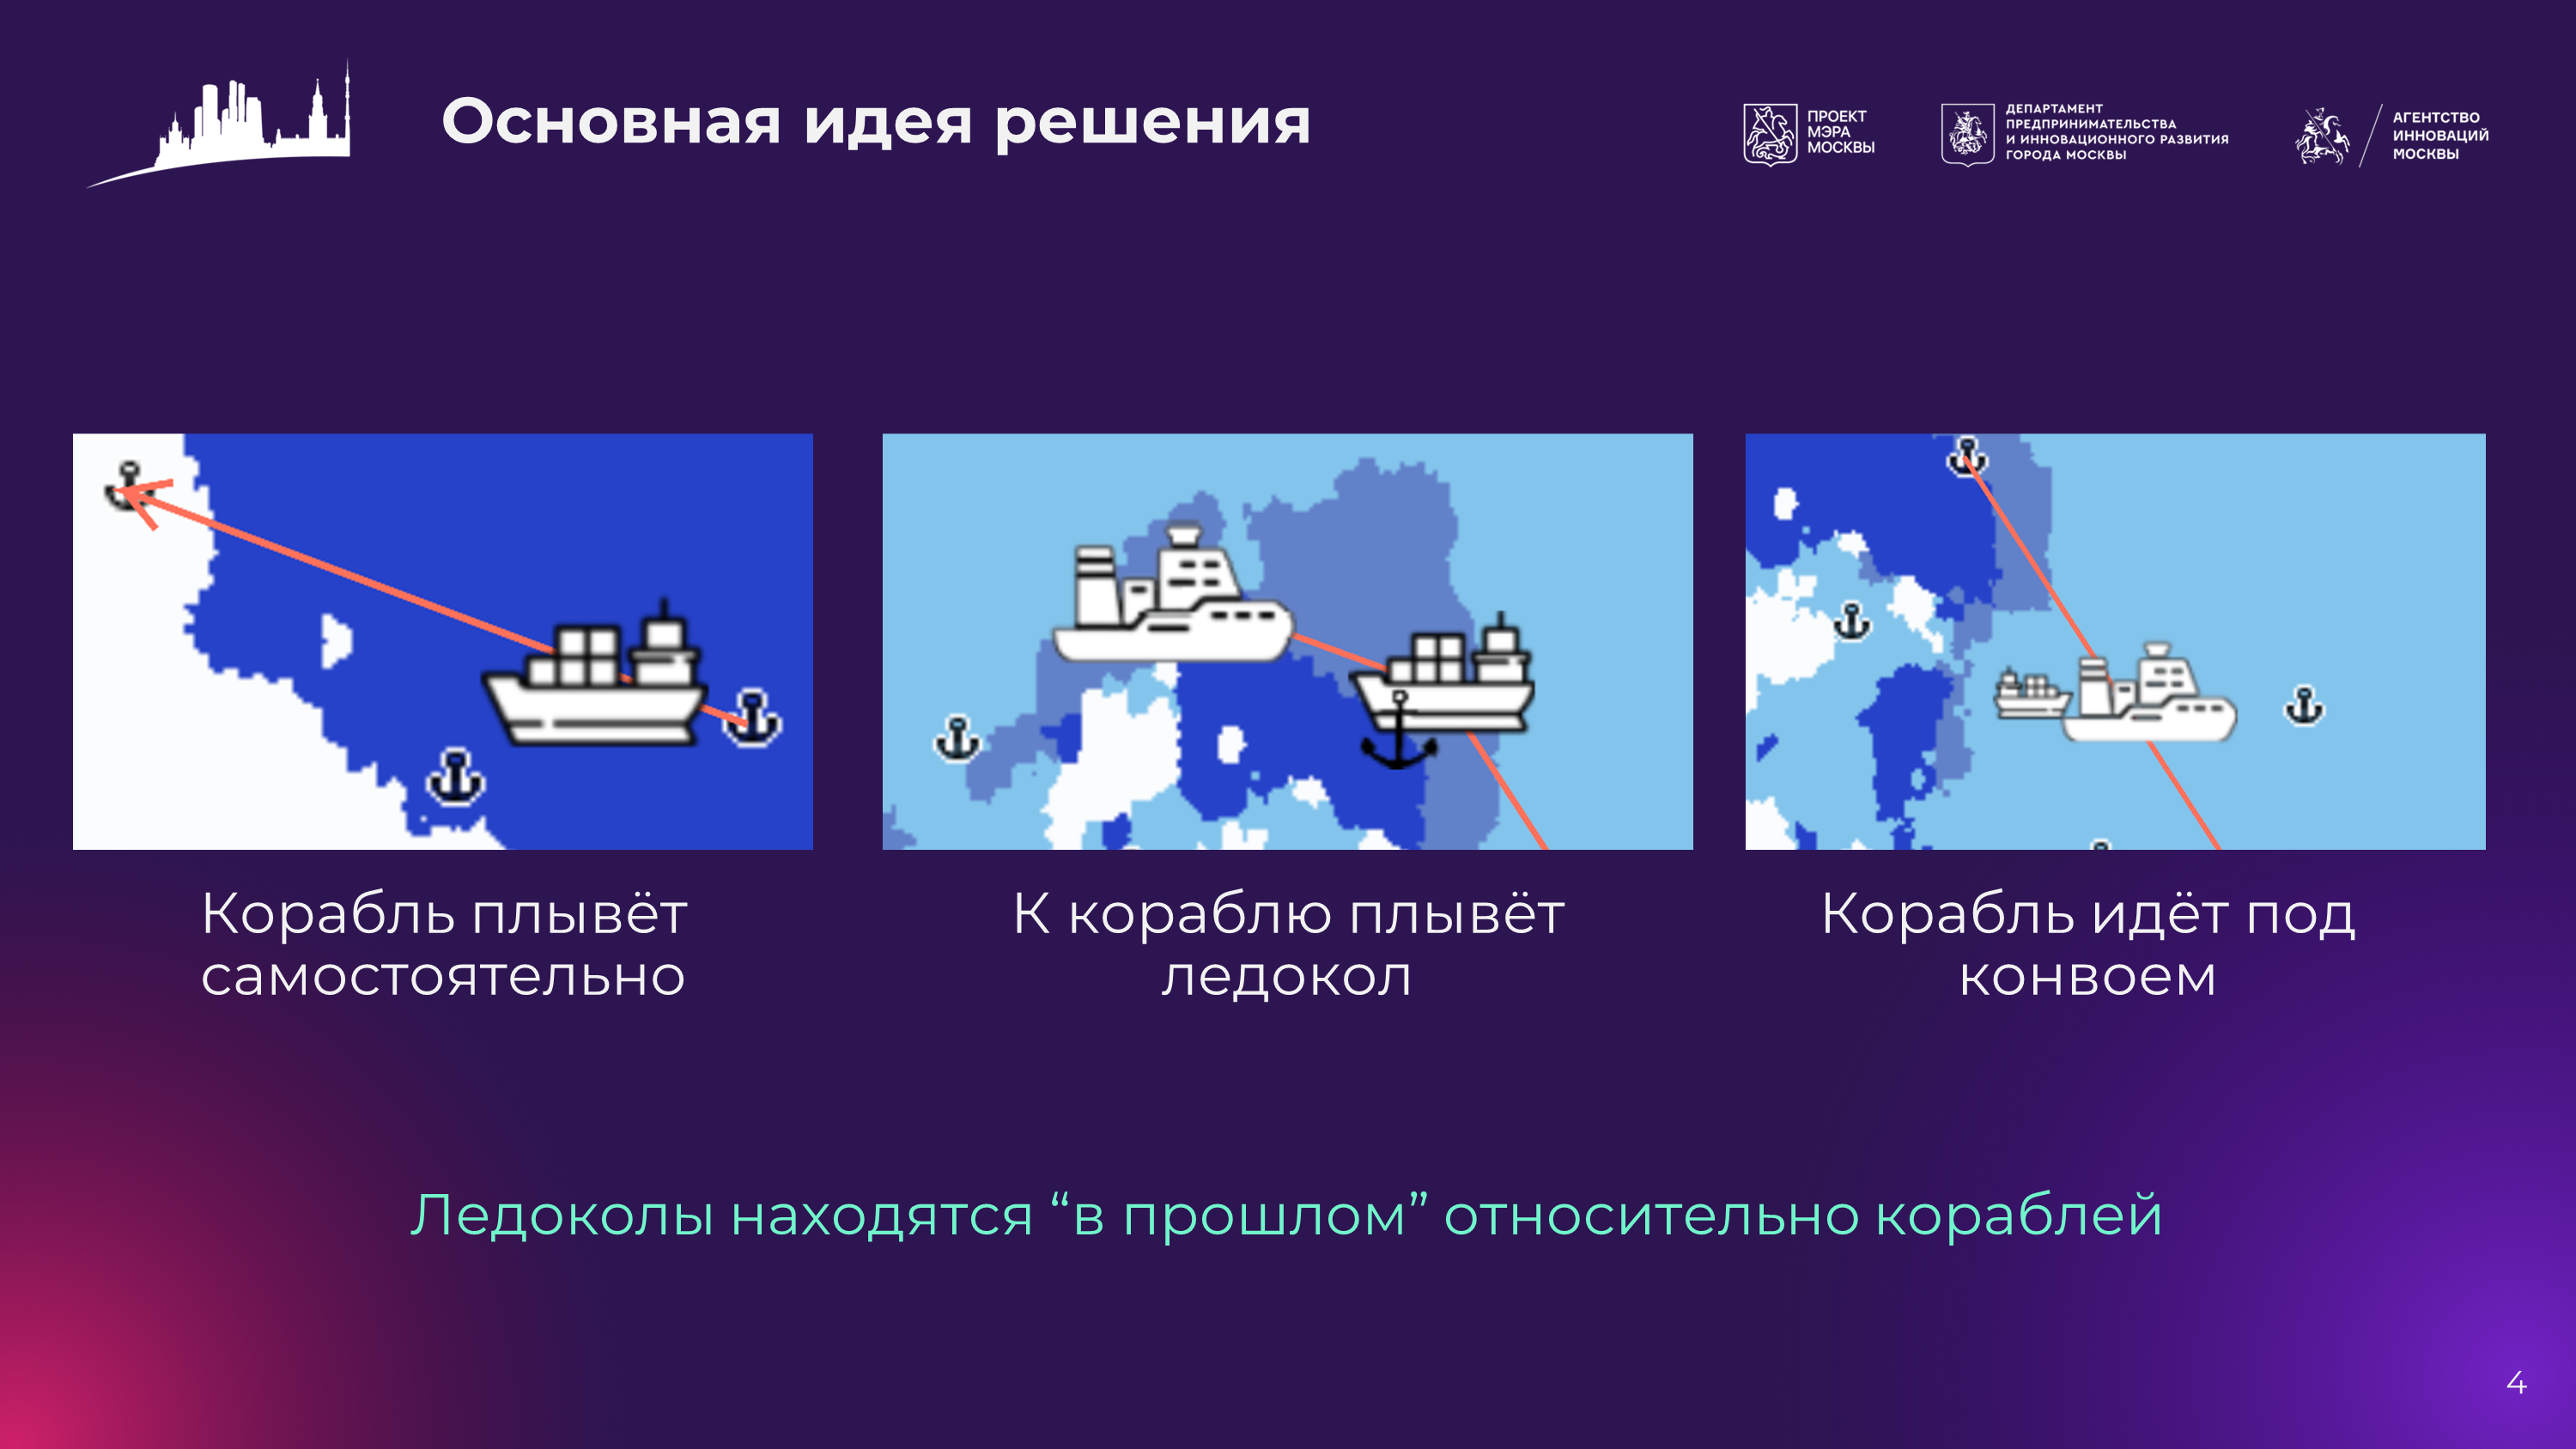 Основная идея решения
ПРОЕКТ
МЭРА
МОСКВЫ
ДЕПАРТАМЕНТ
ПРЕДПРИНИМАТЕЛЬСТВА
И ИННОВАЦИОННОГО РАЗВИТИЯ
ГОРОДА МОСКВЫ
АГЕНТСТВО
ИННОВАЦИЙ
МОСКВЫ
Корабль плывёт
самостоятельно
К кораблю плывёт
ледокол
Корабль идёт под
конвоем
Ледоколы находятся “в прошлом” относительно кораблей
4